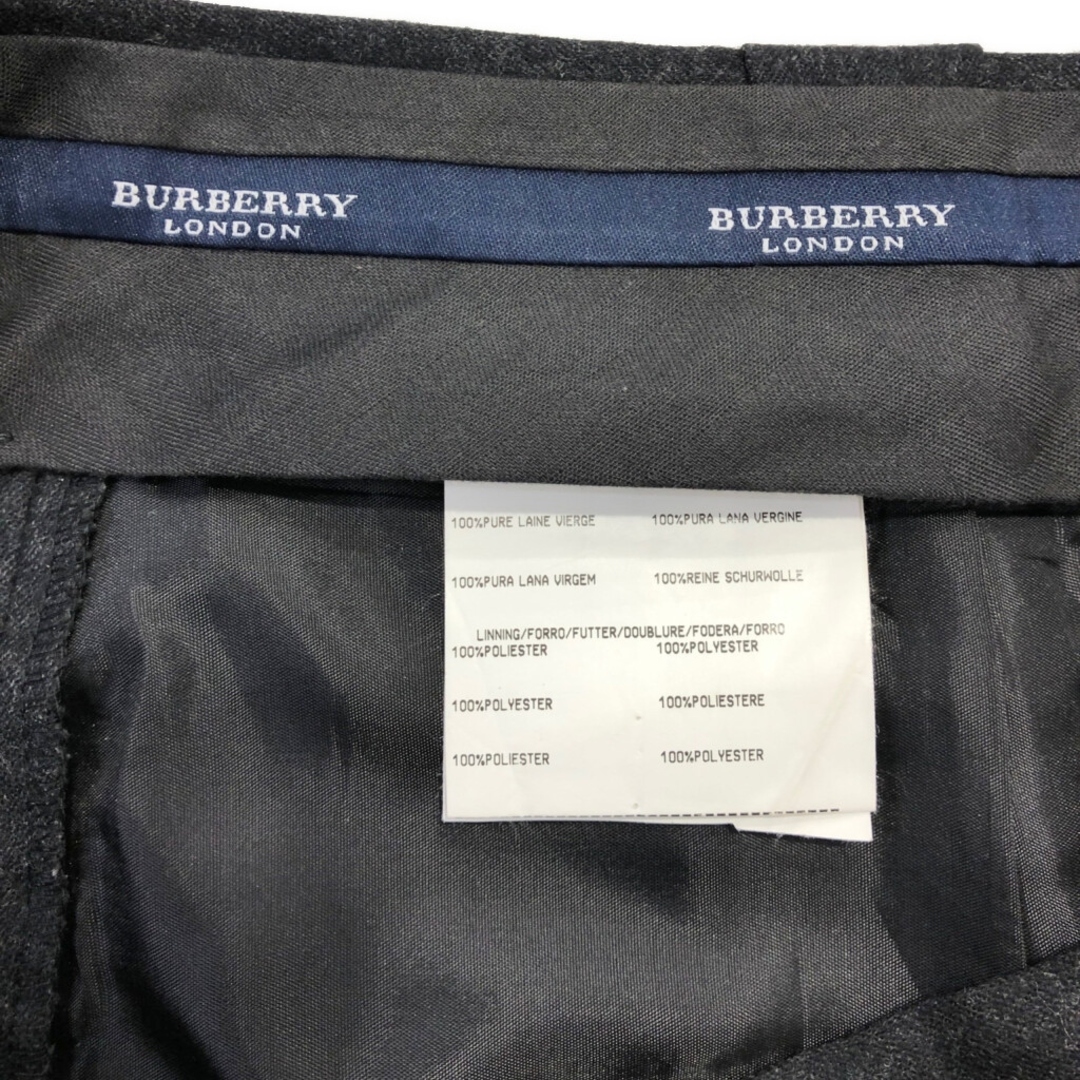 BURBERRY
LONDON
BURBERRY
LONDON
100%PURE LAINE VIERGE 100%PURA LANA VERGINE
100%PURA LANA VIRGEM 100%REINE SCHURWOLLE
LINNING/FORRO/FUTTER/DOUBLURE/FODERA/FORRO
100%POLIESTER 100%POLYESTER
100%POLYESTER 100%POLIESTERE
100%POLIESTER 100%POLYESTER